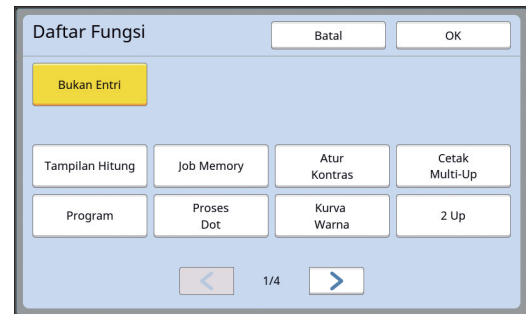 Daftar Fungsi
Batal
OK
Bukan Entri
Tampilan Hitung
Job Memory
Atur
Kontras
Cetak
Multi-Up
Program
Proses
Dot
Kurva
Warna
2 Up
1/4